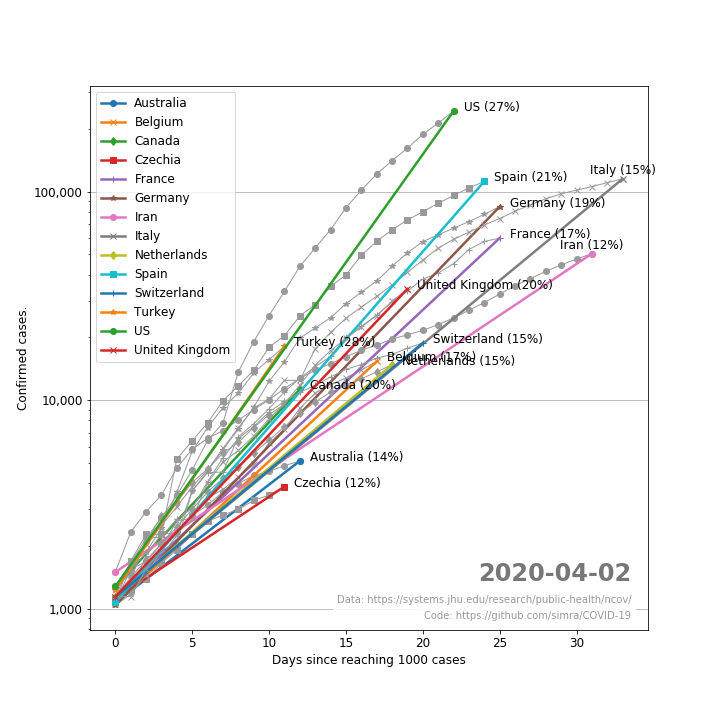 Australia
Belgium
Canada
Czechia
France
Germany
Iran
Italy
Netherlands
Spain
Switzerland
Turkey
US
United Kingdom
US (27%)
Italy (15%)
Spain (21%)
Germany (19%)
France (17%)
Iran (12%)
United Kingdom (20%)
Turkey (28%)
Switzerland (15%)
Belgium (17%)
Netherlands (15%)
Canada (20%)
Australia (14%)
Czechia (12%)
100,000
10,000
1,000
Confirmed cases.
2020-04-02
Data: https://systems.jhu.edu/research/public-health/ncov/
Code: https://github.com/simra/COVID-19
0 5 10 15 20 25 30
Days since reaching 1000 cases